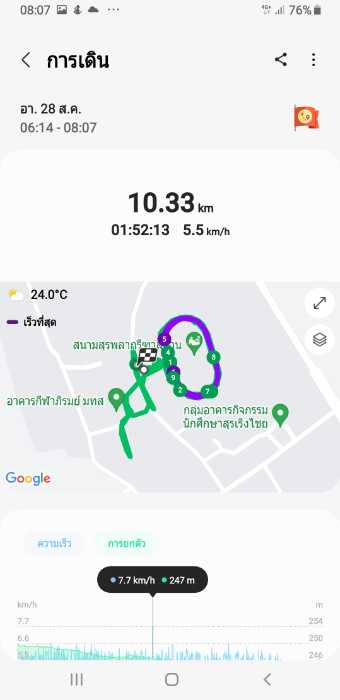 08:07
4G+
76%
การเดิน
อา. 28 ส.ค.
06:14 - 08:07
10.33 km
01:52:13 5.5 km/h
24.0°C
เร็วที่สุด
สนามสุรพลากรีฑาสถาน
5
4
1
8
9
2
7
อาคารกีฬาภิรมย์ มทส
กลุ่มอาคารกิจกรรม
นักศึกษาสุรเริงไชย
Google
ความเร็ว
การยกตัว
7.7 km/h 247 m
km/h m
7.7 254
6.6 250
246